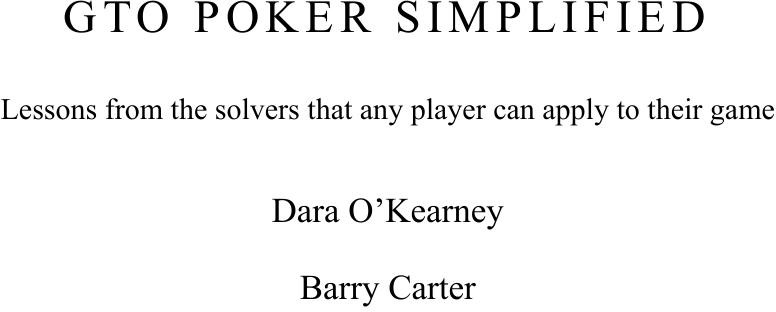 GTO POKER SIMPLIFIED
Lessons from the solvers that any player can apply to their game
Dara O’Kearney
Barry Carter